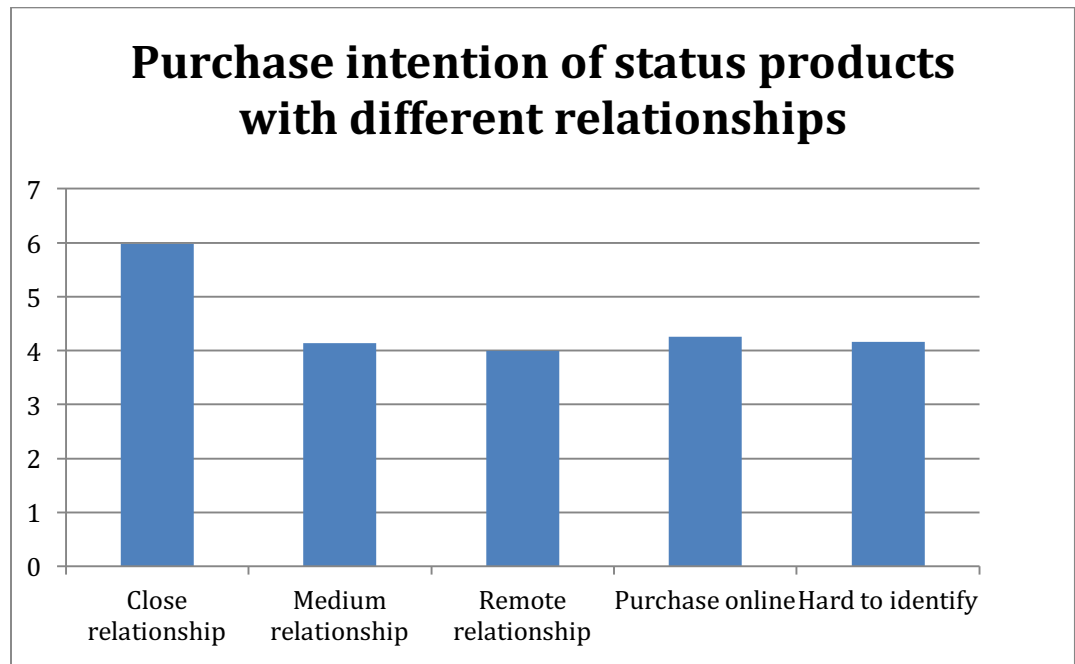 Purchase intention of status products
with different relationships
7
6
5
4
3
2
1
0
Close
relationship
Medium
relationship
Remote
relationship
Purchase online
Hard to identify